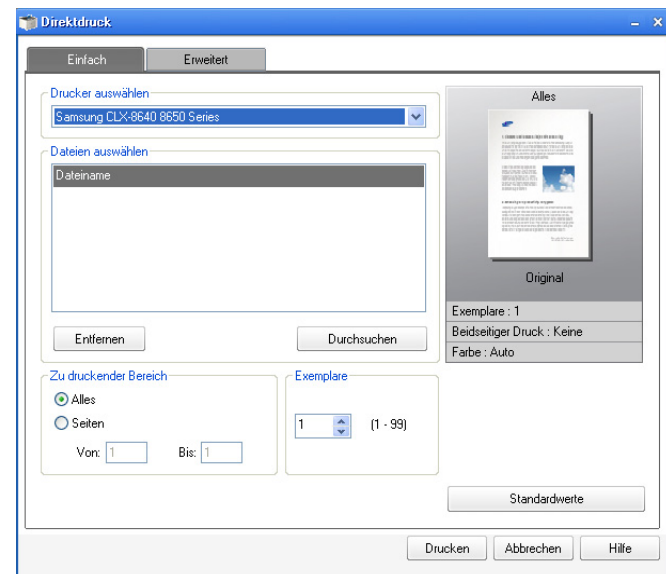 Direktdruck
Einfach Erweitert
Drucker auswählen
Samsung CLX-8640 8650 Series
Dateien auswählen
Dateiname
Entfernen Durchsuchen
Zu druckender Bereich
Alles
Seiten
Von: 1 Bis: 1
Exemplare
1 (1 - 99)
Alles
Original
Exemplare : 1
Beidseitiger Druck : Keine
Farbe : Auto
Standardwerte
Drucken Abbrechen Hilfe